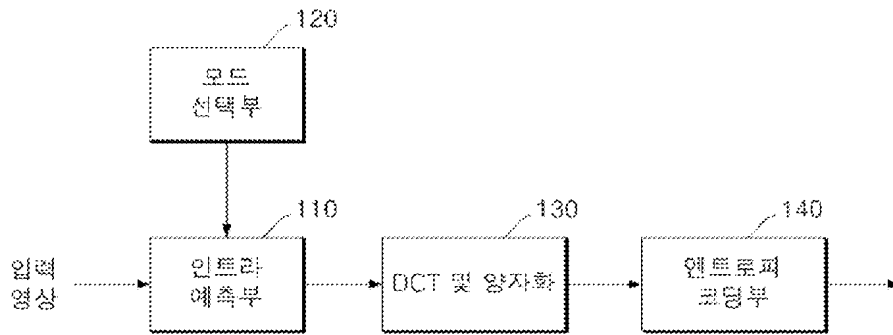 120
모드
선택부
110
130
140
입력
영상
인트라
예측부
DCT 및 양자화
엔트로피
코딩부